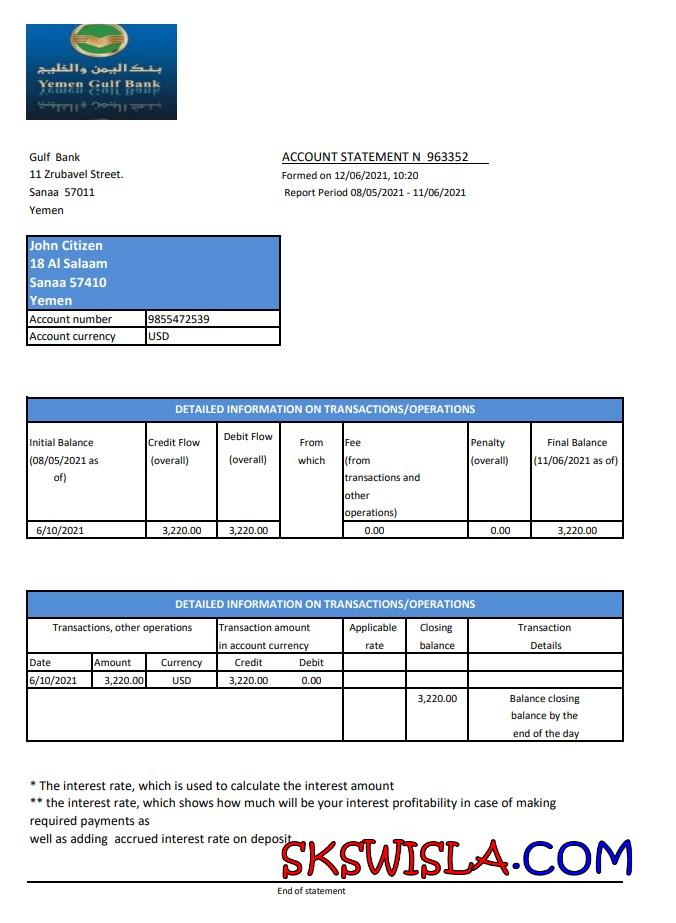 بنك اليمن والخليج
Yemen Gulf Bank
Gulf Bank
11 Zrubavel Street.
Sanaa 57011
Yemen
ACCOUNT STATEMENT N 963352
Formed on 12/06/2021, 10:20
Report Period 08/05/2021 - 11/06/2021
John Citizen
18 Al Salaam
Sanaa 57410
Yemen
Account number 9855472539
Account currency USD
DETAILED INFORMATION ON TRANSACTIONS/OPERATIONS
Initial Balance
(08/05/2021 as
of)
Credit Flow
(overall)
Debit Flow
(overall)
From
which
Fee
(from
transactions and
other
operations)
Penalty
(overall)
Final Balance
(11/06/2021 as of)
6/10/2021 3,220.00 3,220.00 0.00 0.00 3,220.00
DETAILED INFORMATION ON TRANSACTIONS/OPERATIONS
Transactions, other operations
Transaction amount
in account currency
Applicable
rate
Closing
balance
Transaction
Details
Date Amount Currency Credit Debit
6/10/2021 3,220.00 USD 3,220.00 0.00
3,220.00
Balance closing
balance by the
end of the day
* The interest rate, which is used to calculate the interest amount
** the interest rate, which shows how much will be your interest profitability in case of making
required payments as
well as adding accrued interest rate on deposit
SKSWISLA.COM
End of statement